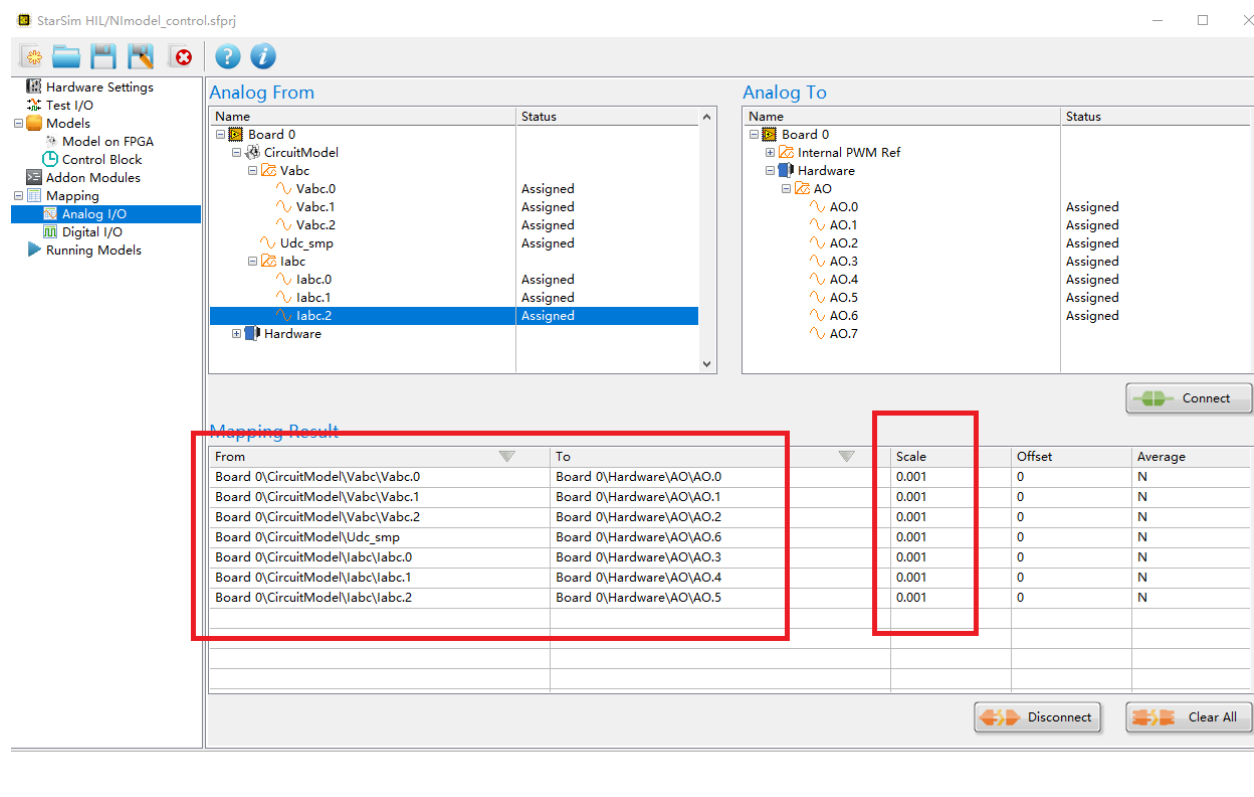 StarSim HIL/NImodel_control.sfprj
Hardware Settings
Test I/O
Models
Model on FPGA
Control Block
Addon Modules
Mapping
Analog I/O
Digital I/O
Running Models
Analog From
Name Status
Board 0
CircuitModel
Vabc
Vabc.0 Assigned
Vabc.1 Assigned
Vabc.2 Assigned
Udc_smp Assigned
Iabc
Iabc.0 Assigned
Iabc.1 Assigned
Iabc.2 Assigned
Hardware
Analog To
Name Status
Board 0
Internal PWM Ref
Hardware
AO
AO.0 Assigned
AO.1 Assigned
AO.2 Assigned
AO.3 Assigned
AO.4 Assigned
AO.5 Assigned
AO.6 Assigned
AO.7
Connect
Mapping Result
From To Scale Offset Average
Board 0\CircuitModel\Vabc\Vabc.0 Board 0\Hardware\AO\AO.0 0.001 0 N
Board 0\CircuitModel\Vabc\Vabc.1 Board 0\Hardware\AO\AO.1 0.001 0 N
Board 0\CircuitModel\Vabc\Vabc.2 Board 0\Hardware\AO\AO.2 0.001 0 N
Board 0\CircuitModel\Udc_smp Board 0\Hardware\AO\AO.6 0.001 0 N
Board 0\CircuitModel\Iabc\Iabc.0 Board 0\Hardware\AO\AO.3 0.001 0 N
Board 0\CircuitModel\Iabc\Iabc.1 Board 0\Hardware\AO\AO.4 0.001 0 N
Board 0\CircuitModel\Iabc\Iabc.2 Board 0\Hardware\AO\AO.5 0.001 0 N
Disconnect
Clear All